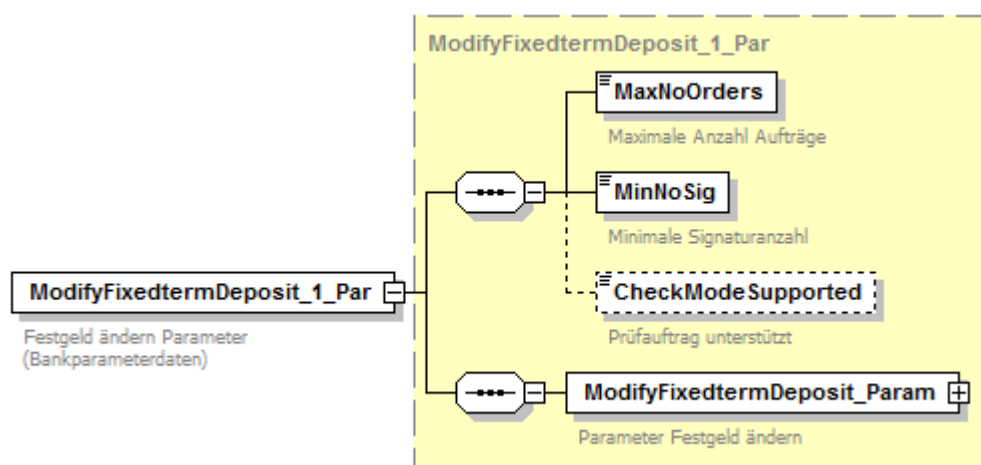 ModifyFixedtermDeposit_1_Par
MaxNoOrders
Maximale Anzahl Aufträge
MinNoSig
Minimale Signaturanzahl
ModifyFixedtermDeposit_1_Par
Festgeld ändern Parameter
(Bankparameterdaten)
CheckModeSupported
Prüfauftrag unterstützt
ModifyFixedtermDeposit_Param
Parameter Festgeld ändern